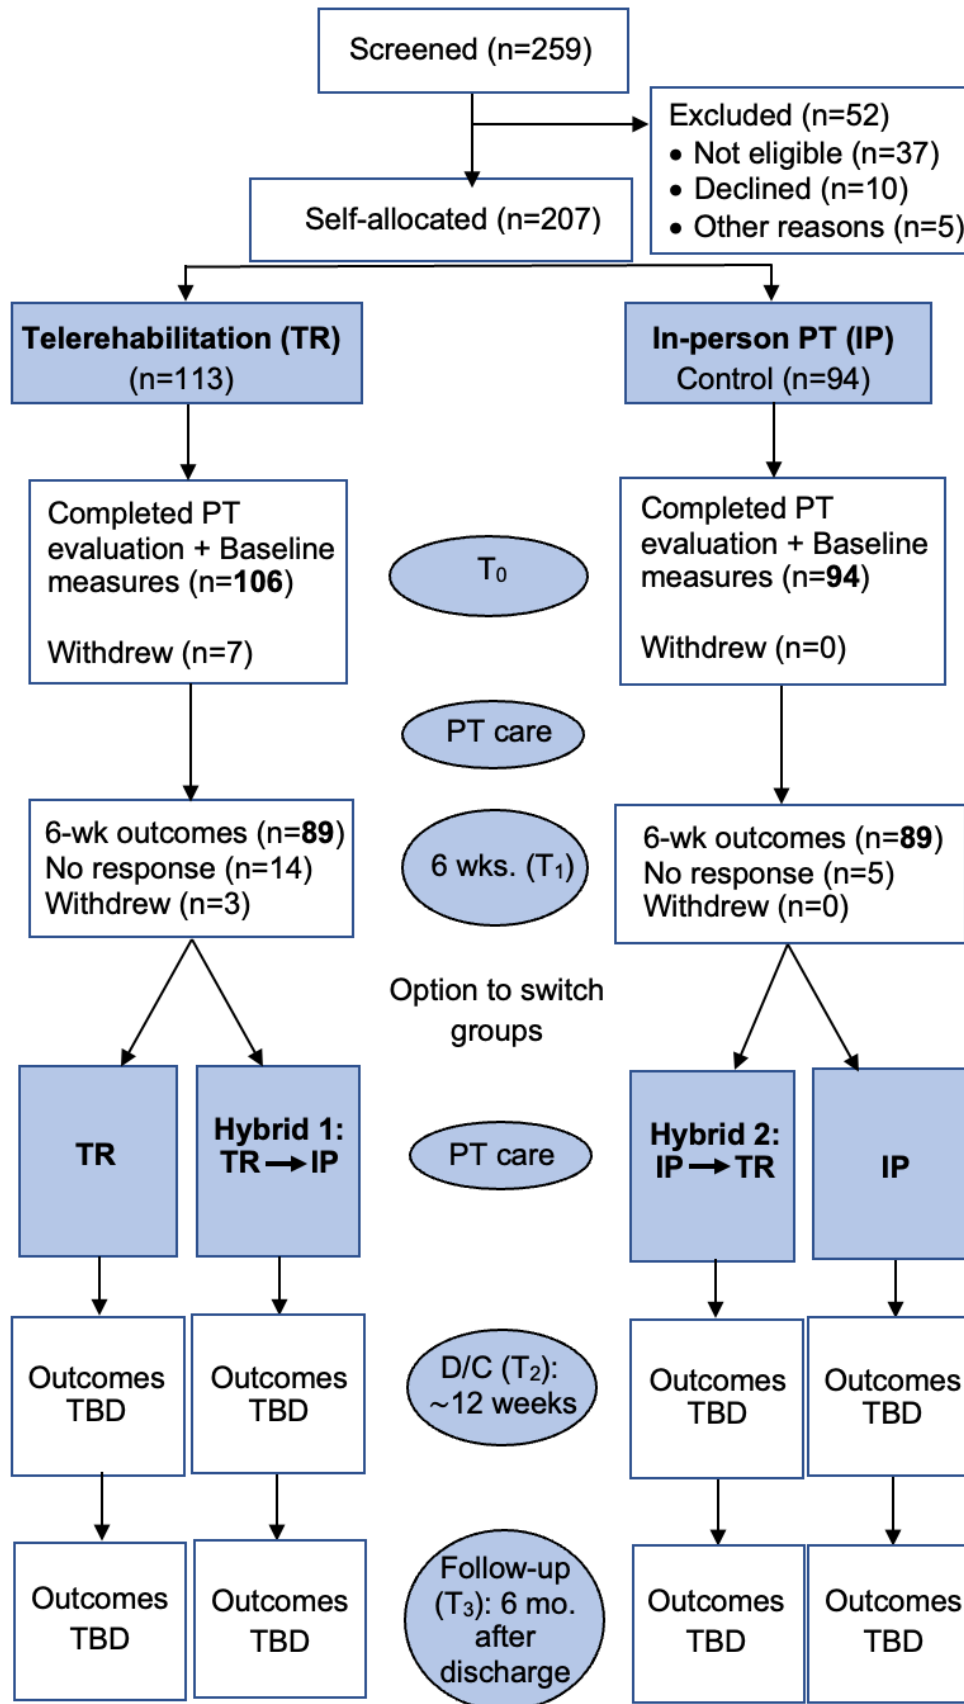 Screened (n=259)
Excluded (n=52)
• Not eligible (n=37)
• Declined (n=10)
• Other reasons (n=5)
Self-allocated (n=207)
Telerehabilitation (TR)
(n=113)
In-person PT (IP)
Control (n=94)
Completed PT
evaluation + Baseline
measures (n=106)
Withdrew (n=7)
T₀
Completed PT
evaluation + Baseline
measures (n=94)
Withdrew (n=0)
PT care
6-wk outcomes (n=89)
No response (n=14)
Withdrew (n=3)
6 wks. (T₁)
6-wk outcomes (n=89)
No response (n=5)
Withdrew (n=0)
Option to switch
groups
TR
Hybrid 1:
TR → IP
PT care
Hybrid 2:
IP → TR
IP
Outcomes
TBD
Outcomes
TBD
D/C (T₂):
~12 weeks
Outcomes
TBD
Outcomes
TBD
Outcomes
TBD
Outcomes
TBD
Follow-up
(T₃): 6 mo.
after
discharge
Outcomes
TBD
Outcomes
TBD